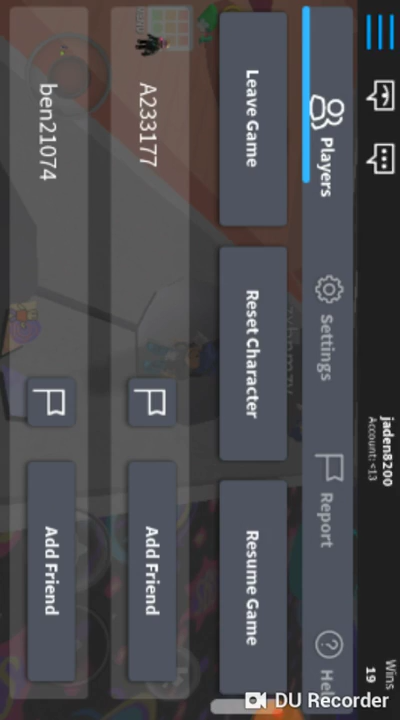 jaden8200
Account: <13
Wins
19
Players
Settings
Report
Hel
Leave Game
Reset Character
Resume Game
A233177
Add Friend
ben21074
Add Friend
DU Recorder